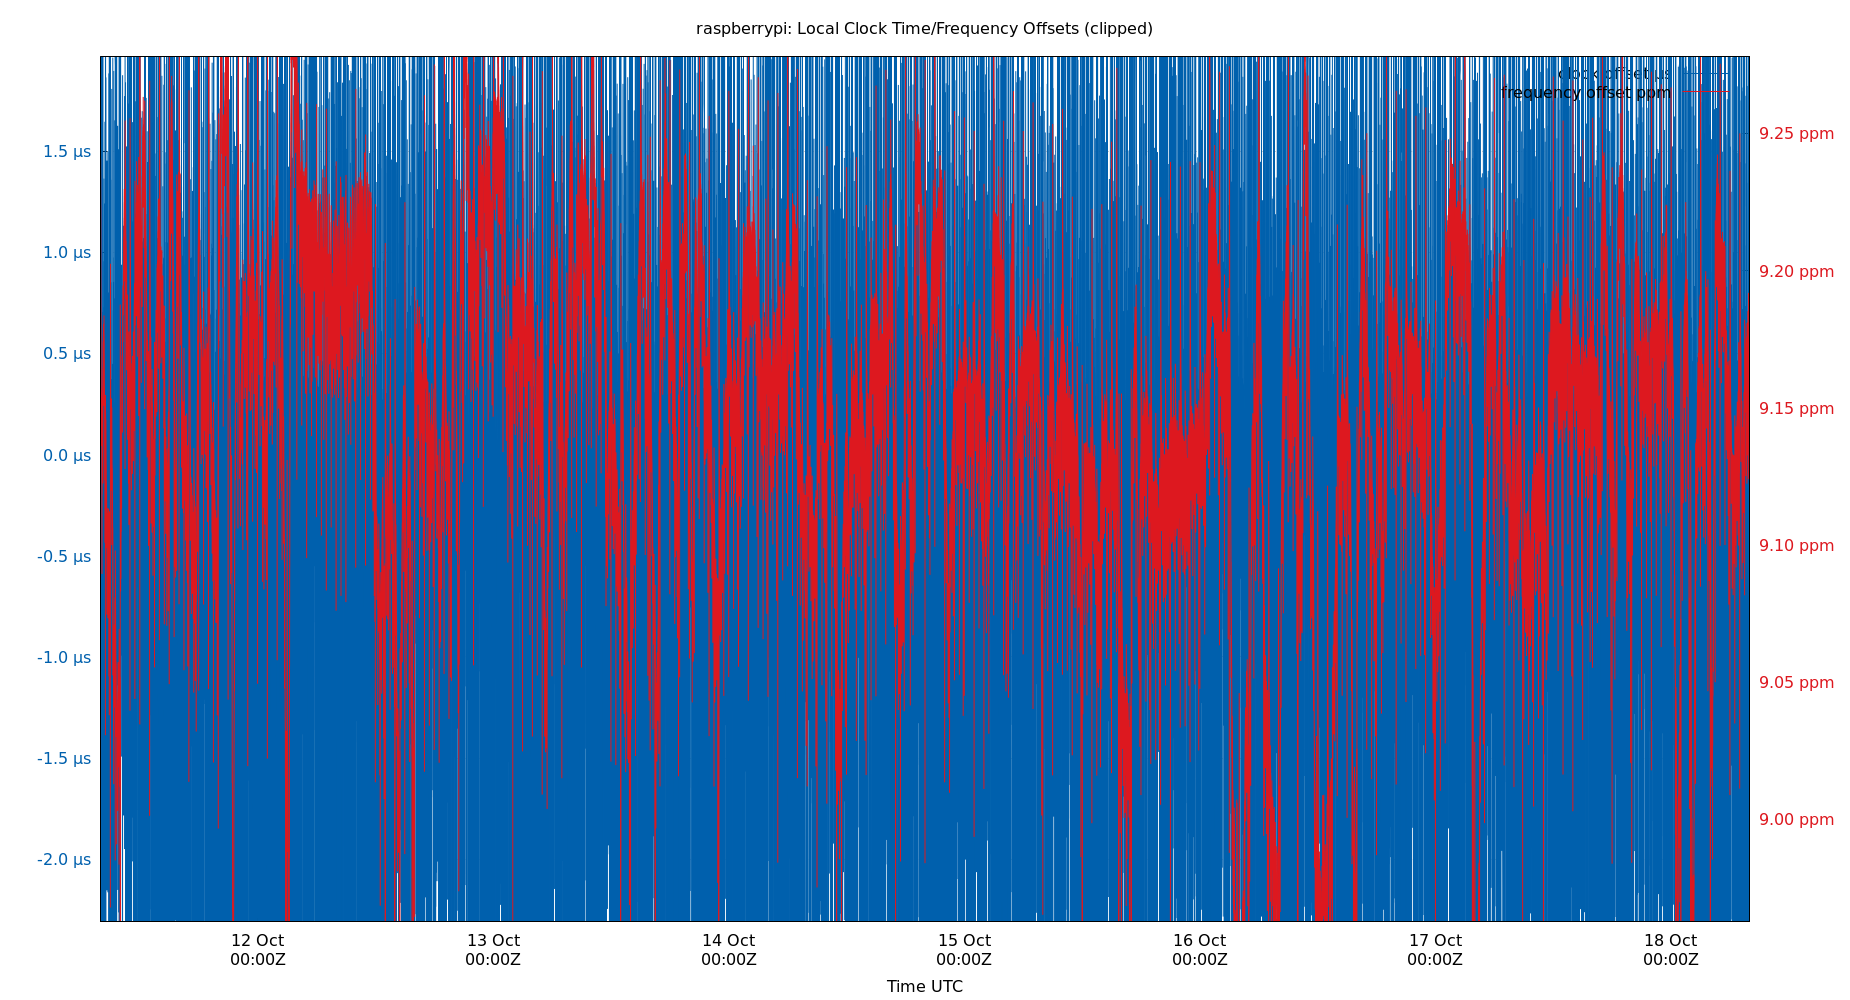 raspberrypi: Local Clock Time/Frequency Offsets (clipped)
clock offset µs
frequency offset ppm
1.5 µs
1.0 µs
0.5 µs
0.0 µs
-0.5 µs
-1.0 µs
-1.5 µs
-2.0 µs
9.25 ppm
9.20 ppm
9.15 ppm
9.10 ppm
9.05 ppm
9.00 ppm
12 Oct
00:00Z
13 Oct
00:00Z
14 Oct
00:00Z
15 Oct
00:00Z
16 Oct
00:00Z
17 Oct
00:00Z
18 Oct
00:00Z
Time UTC